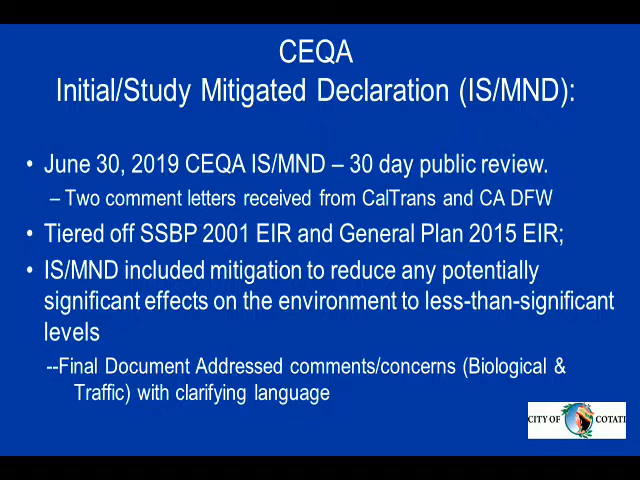 CEQA
Initial/Study Mitigated Declaration (IS/MND):
• June 30, 2019 CEQA IS/MND – 30 day public review.
– Two comment letters received from CalTrans and CA DFW
• Tiered off SSBP 2001 EIR and General Plan 2015 EIR;
• IS/MND included mitigation to reduce any potentially
significant effects on the environment to less-than-significant
levels
--Final Document Addressed comments/concerns (Biological &
Traffic) with clarifying language
CITY OF COTATI